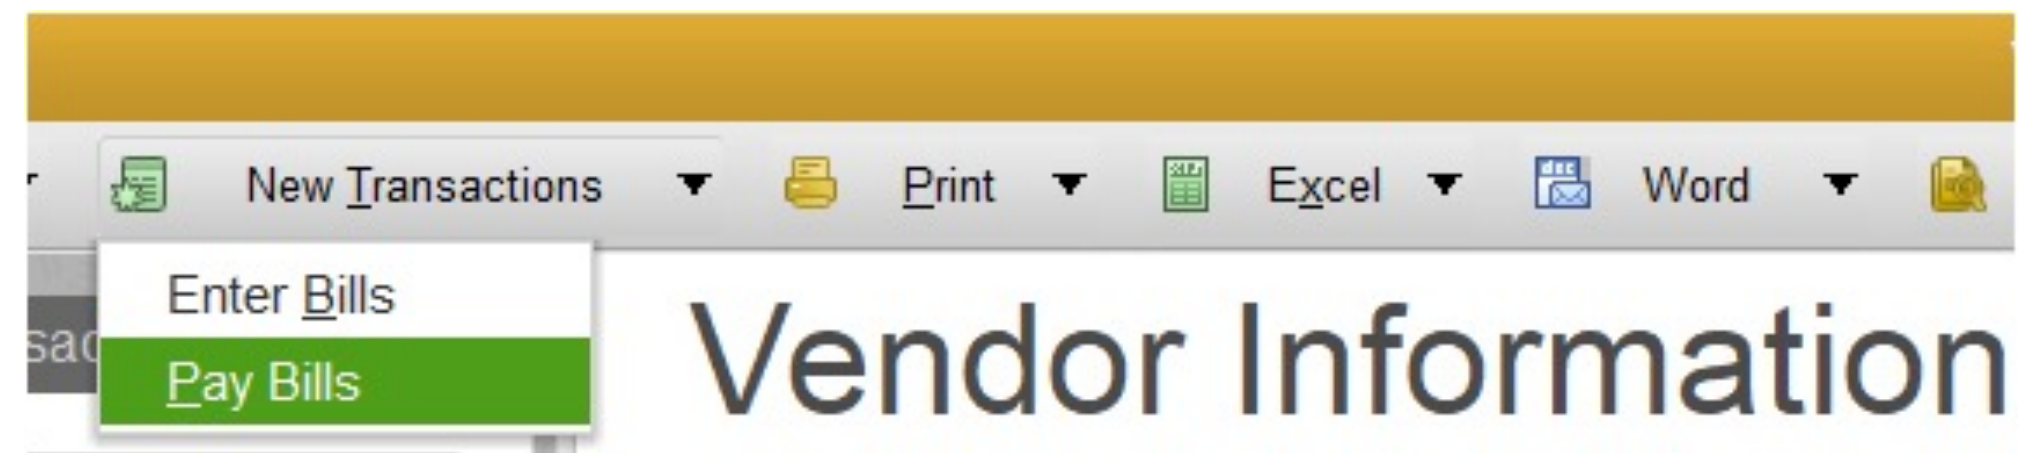 New Transactions Print Excel Word
Enter Bills
Pay Bills
Vendor Information